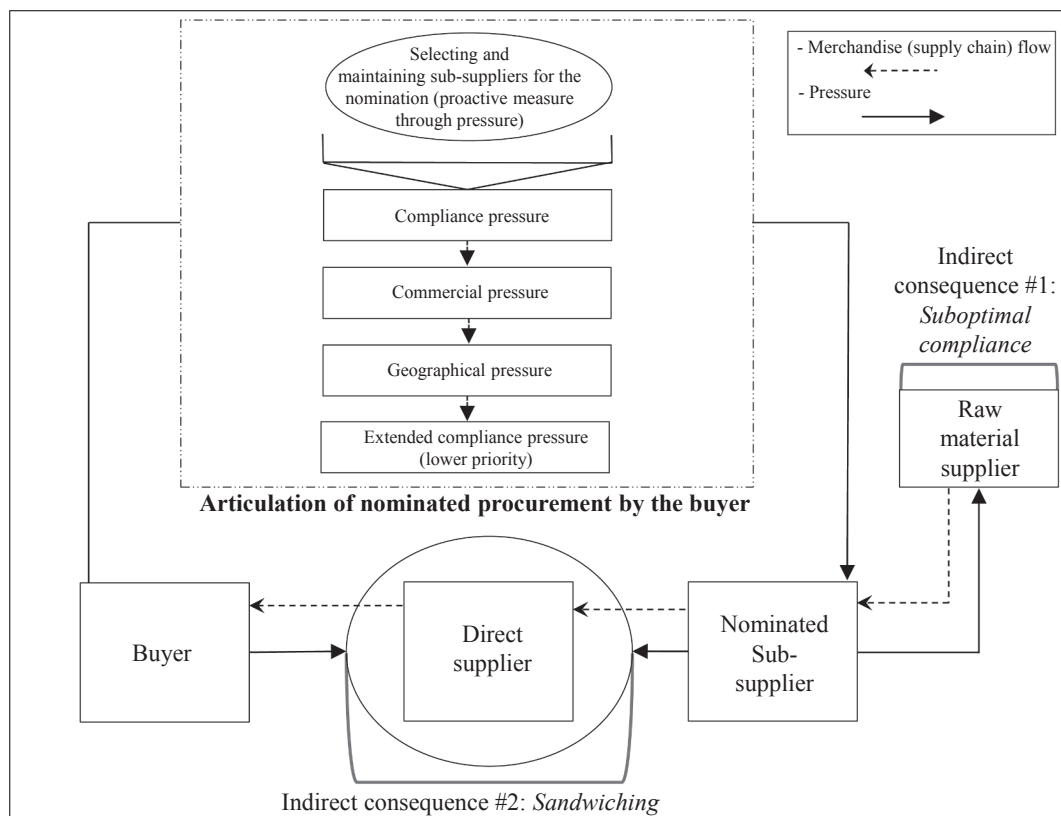 Selecting and
maintaining sub-suppliers for the
nomination (proactive measure
through pressure)
- Merchandise (supply chain) flow
- Pressure
Compliance pressure
Commercial pressure
Geographical pressure
Extended compliance pressure
(lower priority)
Articulation of nominated procurement by the buyer
Indirect
consequence #1:
Suboptimal
compliance
Raw
material
supplier
Buyer
Direct
supplier
Nominated
Sub-
supplier
Indirect consequence #2: Sandwiching